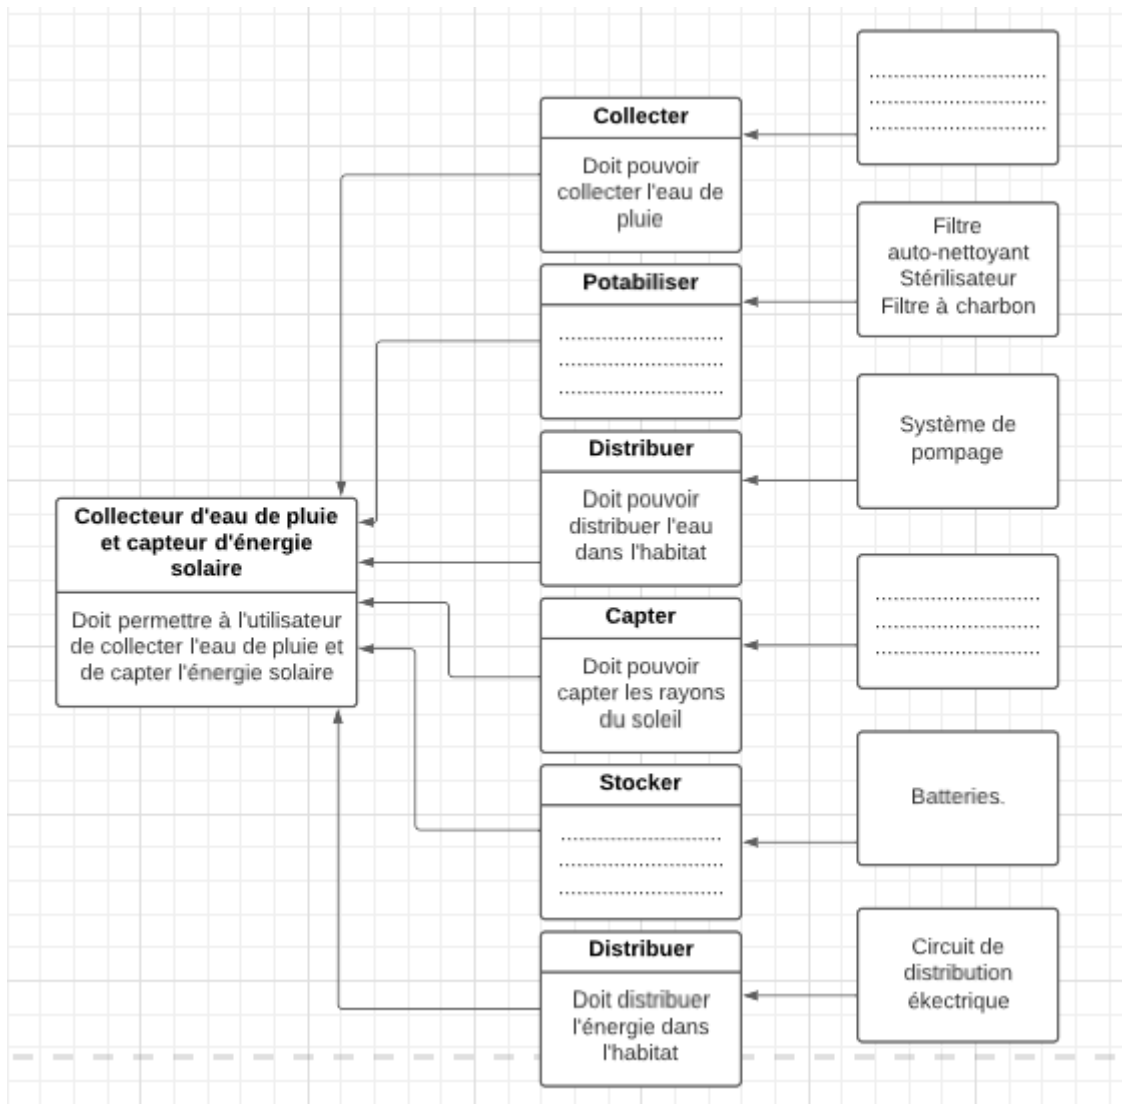 Collecter
Doit pouvoir
collecter l'eau de
pluie
Filtre
auto-nettoyant
Stérilisateur
Filtre à charbon
Potabiliser
Distribuer
Doit pouvoir
distribuer l'eau
dans l'habitat
Système de
pompage
Collecteur d'eau de pluie
et capteur d'énergie
solaire
Doit permettre à l'utilisateur
de collecter l'eau de pluie et
de capter l'énergie solaire
Capter
Doit pouvoir
capter les rayons
du soleil
Stocker
Batteries.
Distribuer
Doit distribuer
l'énergie dans
l'habitat
Circuit de
distribution
ékectrique